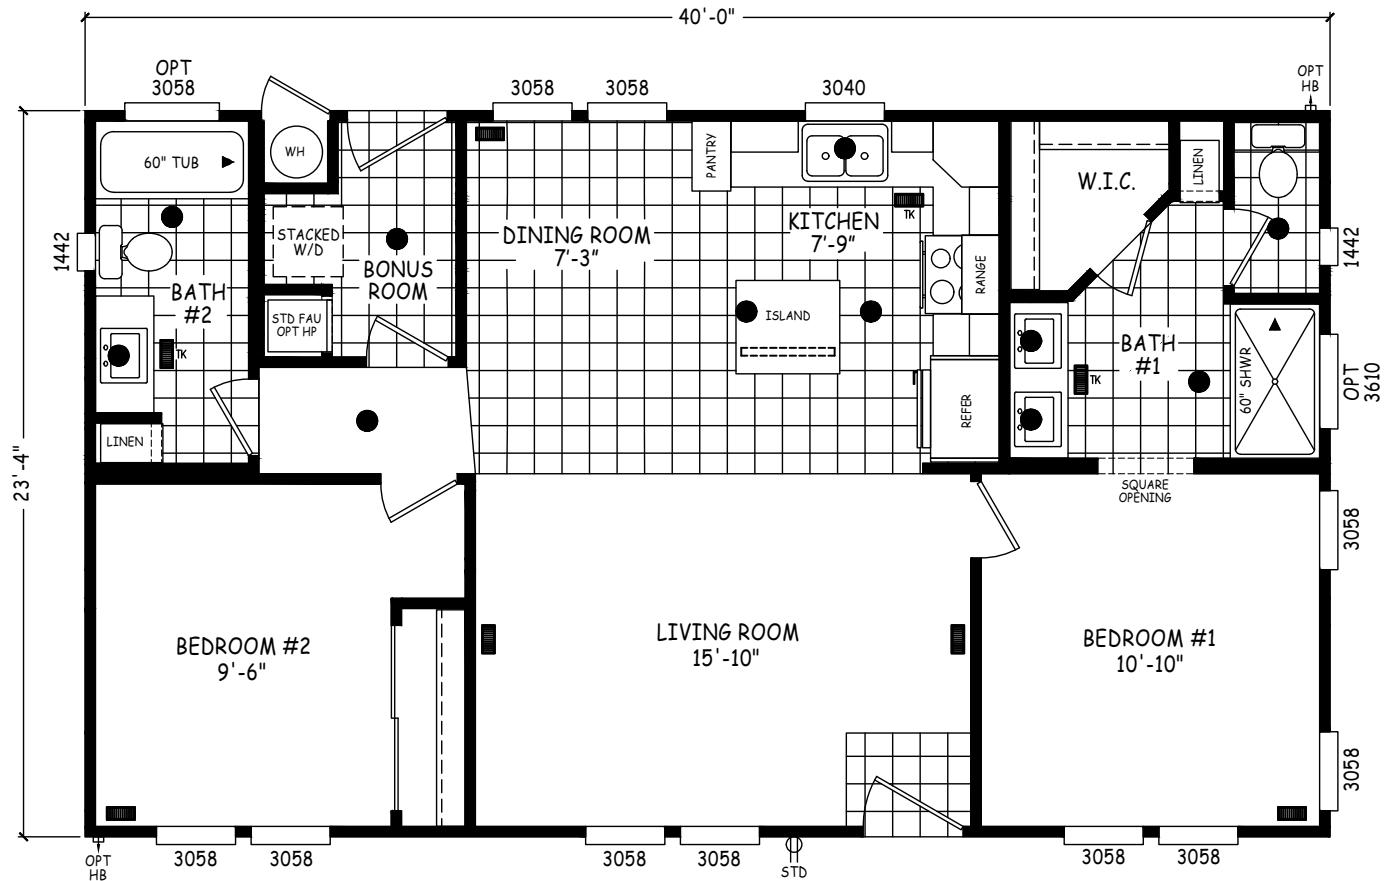 40'-0"
OPT
3058
3058
3058
3040
OPT
HB
60" TUB
WH
PANTRY
LINEN
W.I.C.
TK
1442
STACKED
W/D
DINING ROOM
7'-3"
KITCHEN
7'-9"
RANGE
1442
BATH
#2
BONUS
ROOM
STD FAU
OPT HP
ISLAND
TK
BATH
#1
TK
60" SHWR
OPT
3610
REFER
LINEN
23'-4"
SQUARE
OPENING
3058
BEDROOM #2
9'-6"
LIVING ROOM
15'-10"
BEDROOM #1
10'-10"
3058
OPT
HB
3058
3058
3058
3058
STD
3058
3058